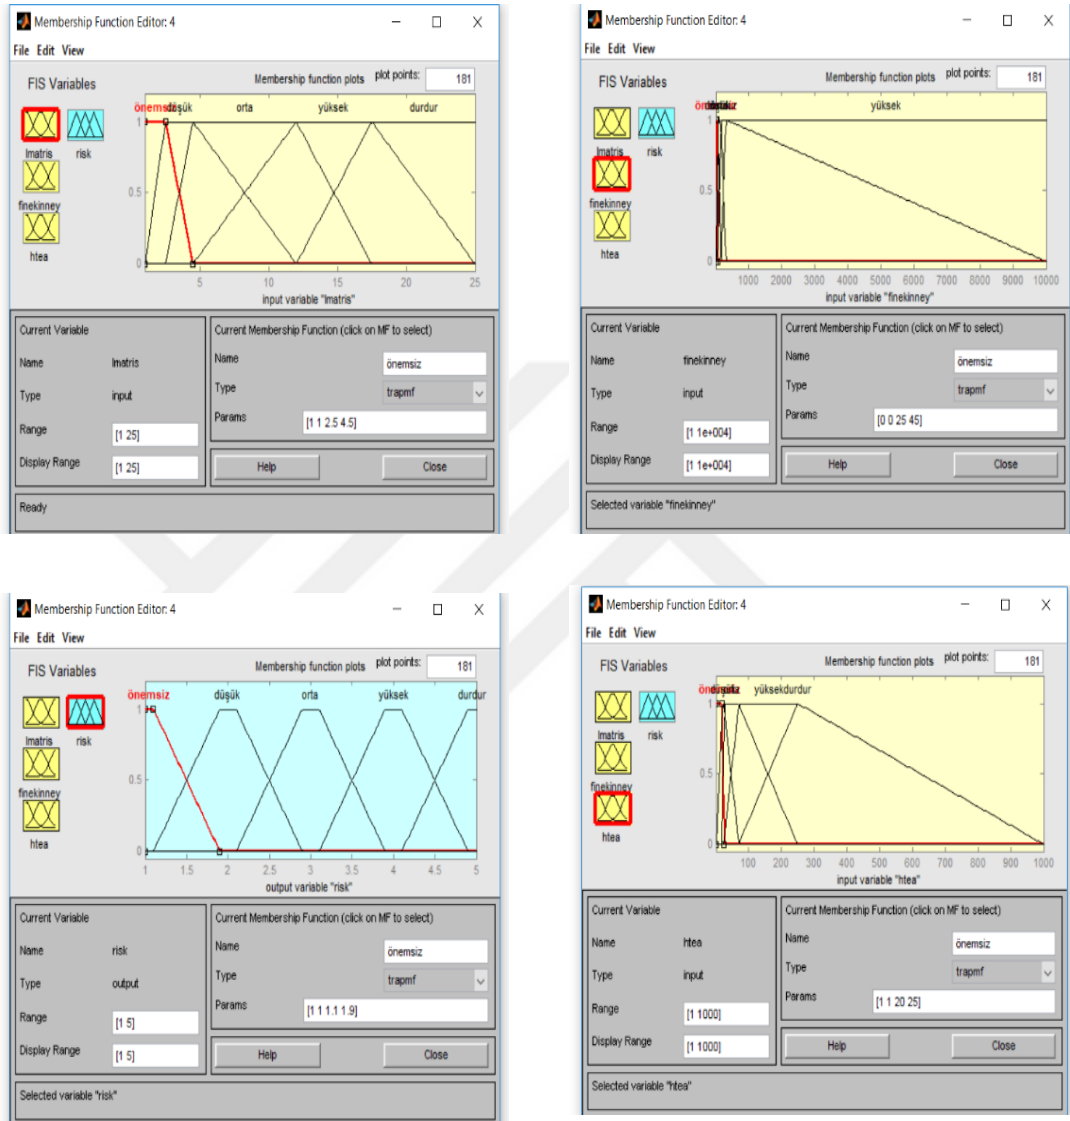 Membership Function Editor: 4
File Edit View
FIS Variables
Membership function plots plot points: 181
önemsiz düşük orta yüksek durdur
lmatris risk
finekinney
htea
1
0.5
0
5 10 15 20 25
input variable "lmatris"
Current Variable
Name lmatris
Type input
Range [1 25]
Display Range [1 25]
Current Membership Function (click on MF to select)
Name önemsiz
Type trapmf
Params [1 1 2.5 4.5]
Help Close
Ready
Membership Function Editor: 4
File Edit View
FIS Variables
Membership function plots plot points: 181
yüksek
lmatris risk
finekinney
htea
1
0.5
0
1000 2000 3000 4000 5000 6000 7000 8000 9000 10000
input variable "finekinney"
Current Variable
Name finekinney
Type input
Range [1 1e+004]
Display Range [1 1e+004]
Current Membership Function (click on MF to select)
Name önemsiz
Type trapmf
Params [0 0 25 45]
Help Close
Selected variable "finekinney"
Membership Function Editor: 4
File Edit View
FIS Variables
Membership function plots plot points: 181
önemsiz düşük orta yüksek durdur
lmatris risk
finekinney
htea
1
0.5
0
1 1.5 2 2.5 3 3.5 4 4.5 5
output variable "risk"
Current Variable
Name risk
Type output
Range [1 5]
Display Range [1 5]
Current Membership Function (click on MF to select)
Name önemsiz
Type trapmf
Params [1 1 1.1 1.9]
Help Close
Selected variable "risk"
Membership Function Editor: 4
File Edit View
FIS Variables
Membership function plots plot points: 181
yüksekdurdur
lmatris risk
finekinney
htea
1
0.5
0
100 200 300 400 500 600 700 800 900 1000
input variable "htea"
Current Variable
Name htea
Type input
Range [1 1000]
Display Range [1 1000]
Current Membership Function (click on MF to select)
Name önemsiz
Type trapmf
Params [1 1 20 25]
Help Close
Selected variable "htea"